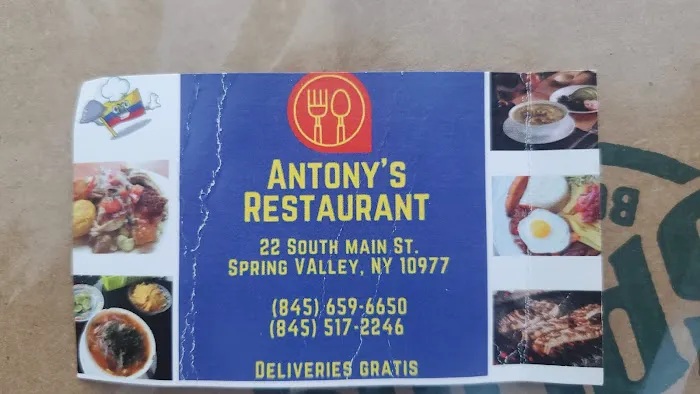 ANTONY'S
RESTAURANT
22 SOUTH MAIN ST.
SPRING VALLEY, NY 10977
(845) 659-6650
(845) 517-2246
DELIVERIES GRATIS